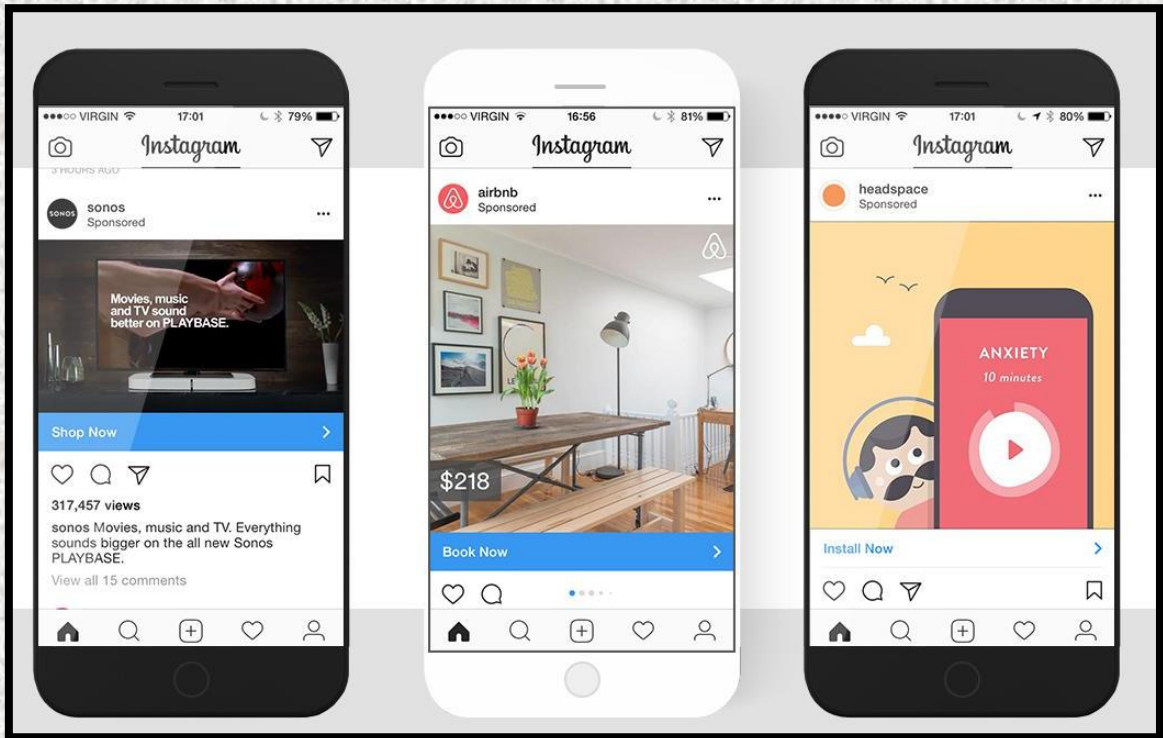 VIRGIN 17:01 79%
Instagram
3 HOURS AGO
SONOS
sonos
Sponsored
Movies, music
and TV sound
better on PLAYBASE.
Shop Now
317,457 views
sonos Movies, music and TV. Everything
sounds bigger on the all new Sonos
PLAYBASE.
View all 15 comments
VIRGIN 16:56 81%
Instagram
airbnb
Sponsored
$218
Book Now
VIRGIN 17:01 80%
Instagram
headspace
Sponsored
ANXIETY
10 minutes
Install Now